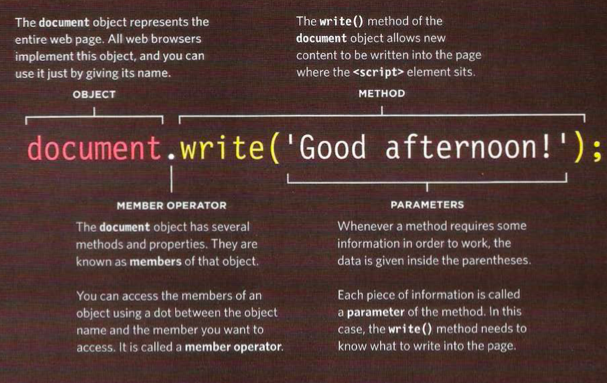 The document object represents the
entire web page. All web browsers
implement this object, and you can
use it just by giving its name.
OBJECT
The write() method of the
document object allows new
content to be written into the page
where the <script> element sits.
METHOD
document.write('Good afternoon!');
MEMBER OPERATOR
The document object has several
methods and properties. They are
known as members of that object.
You can access the members of an
object using a dot between the object
name and the member you want to
access. It is called a member operator.
PARAMETERS
Whenever a method requires some
information in order to work, the
data is given inside the parentheses.
Each piece of information is called
a parameter of the method. In this
case, the write() method needs to
know what to write into the page.